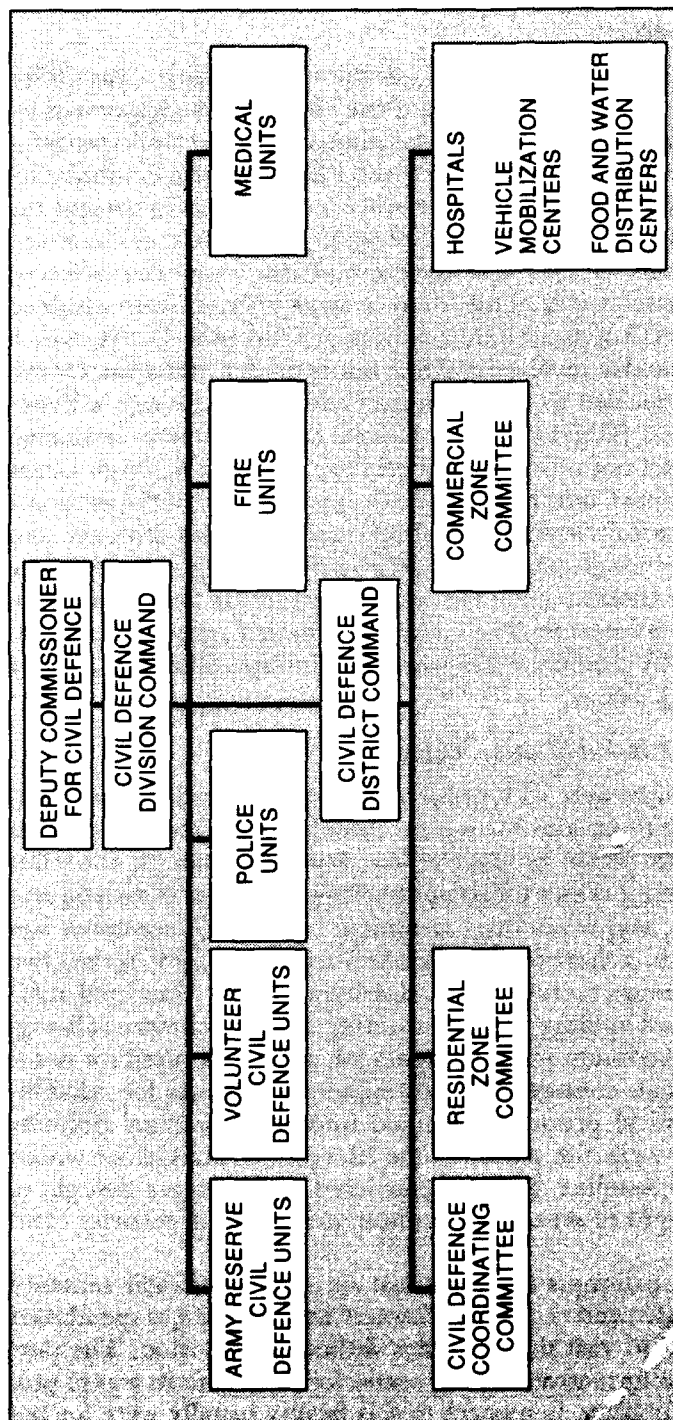 DEPUTY COMMISSIONER
FOR CIVIL DEFENCE
CIVIL DEFENCE
DIVISION COMMAND
ARMY RESERVE
CIVIL
DEFENCE UNITS
VOLUNTEER
CIVIL
DEFENCE UNITS
POLICE
UNITS
FIRE
UNITS
MEDICAL
UNITS
CIVIL DEFENCE
DISTRICT COMMAND
CIVIL DEFENCE
COORDINATING
COMMITTEE
RESIDENTIAL
ZONE
COMMITTEE
COMMERCIAL
ZONE
COMMITTEE
HOSPITALS
VEHICLE
MOBILIZATION
CENTERS
FOOD AND WATER
DISTRIBUTION
CENTERS